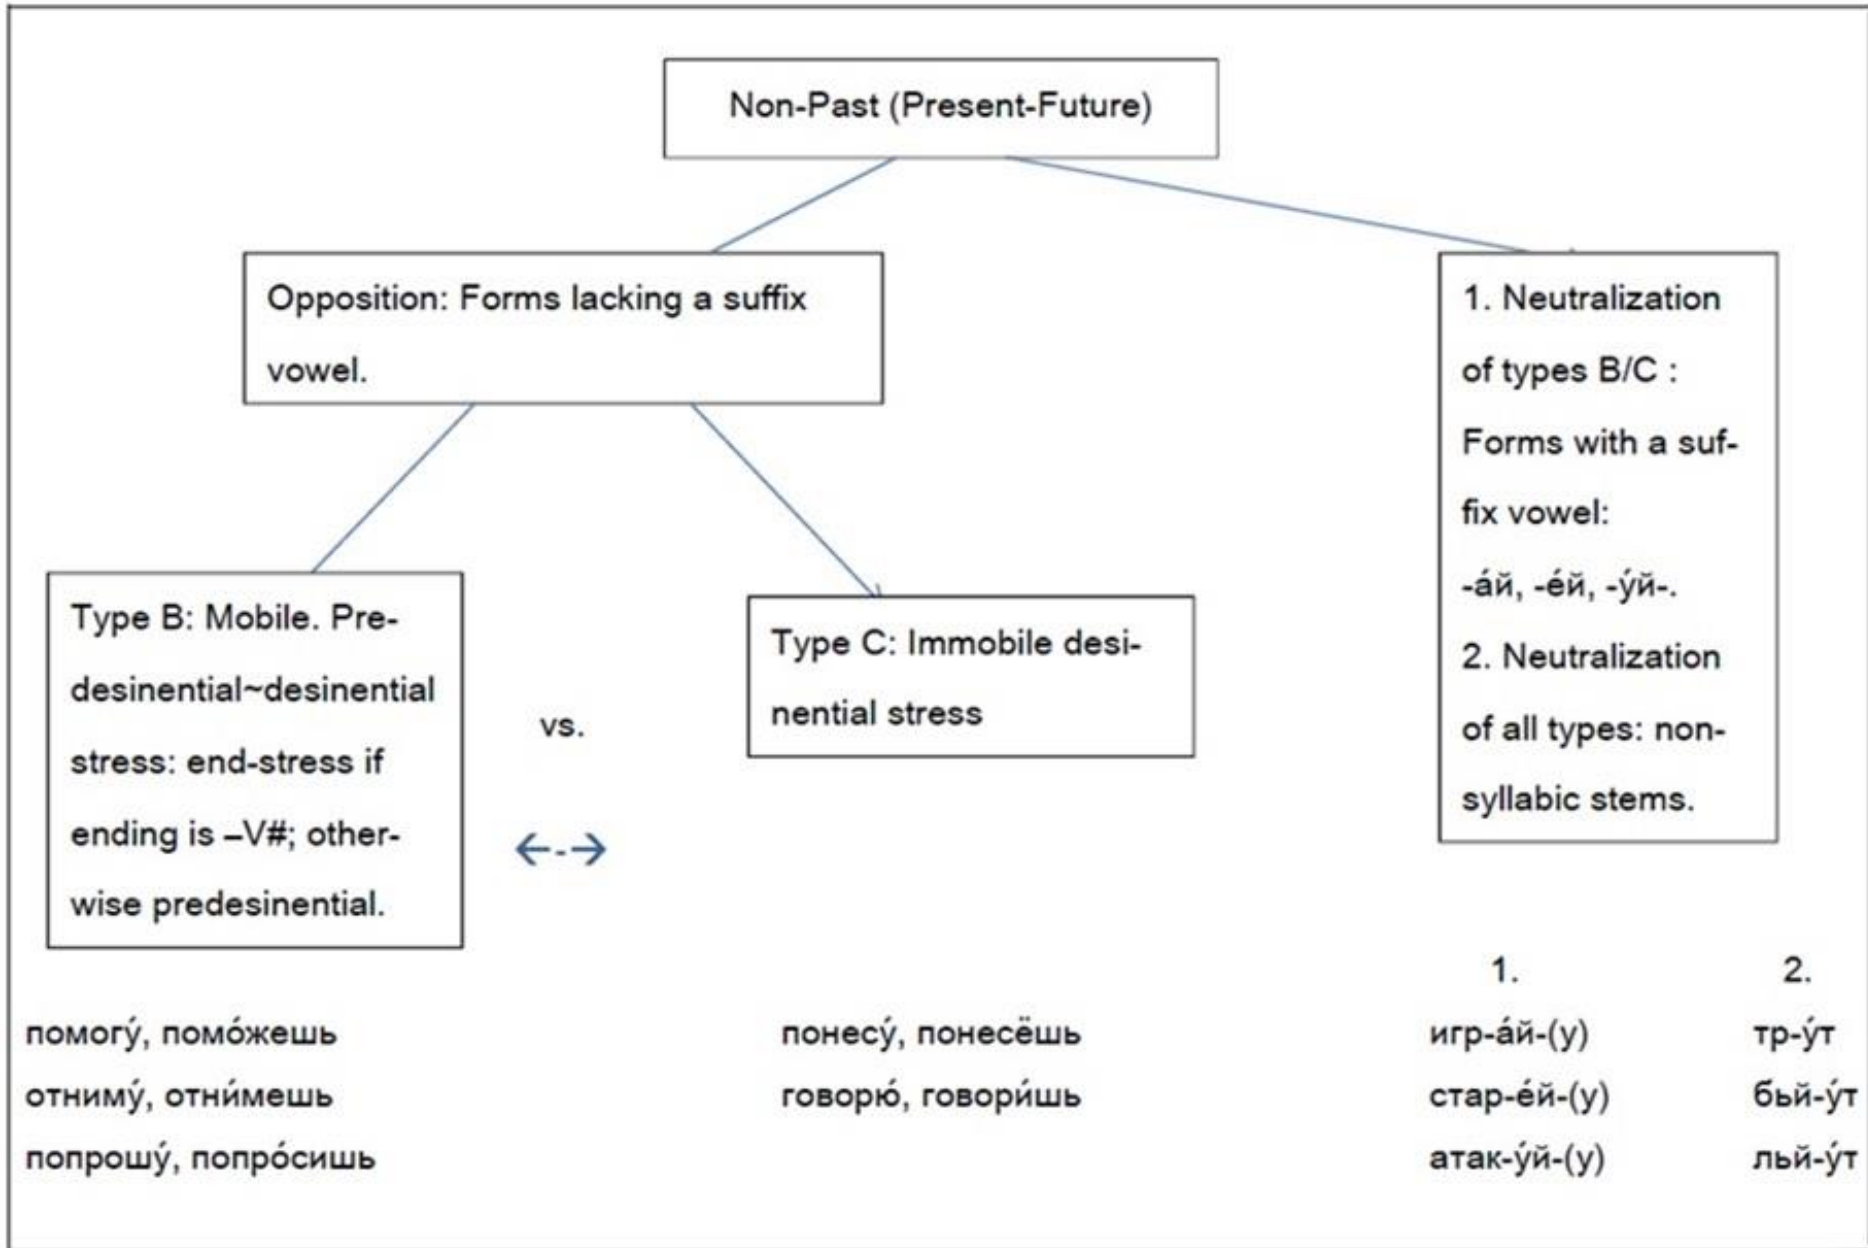 Non-Past (Present-Future)
Opposition: Forms lacking a suffix
vowel.
1. Neutralization
of types B/C :
Forms with a suf-
fix vowel:
-áй, -éй, -ýй-.
2. Neutralization
of all types: non-
syllabic stems.
Type B: Mobile. Pre-
desinential~desinential
stress: end-stress if
ending is –V#; other-
wise predesinential.
vs.
←-→
Type C: Immobile desi-
nential stress
помогу́, помо́жешь
отниму́, отни́мешь
попрошу́, попро́сишь
понесу́, понесёшь
говорю́, говори́шь
1.
игр-а́й-(у)
стар-е́й-(у)
атак-у́й-(у)
2.
тр-у́т
бьй-у́т
льй-у́т